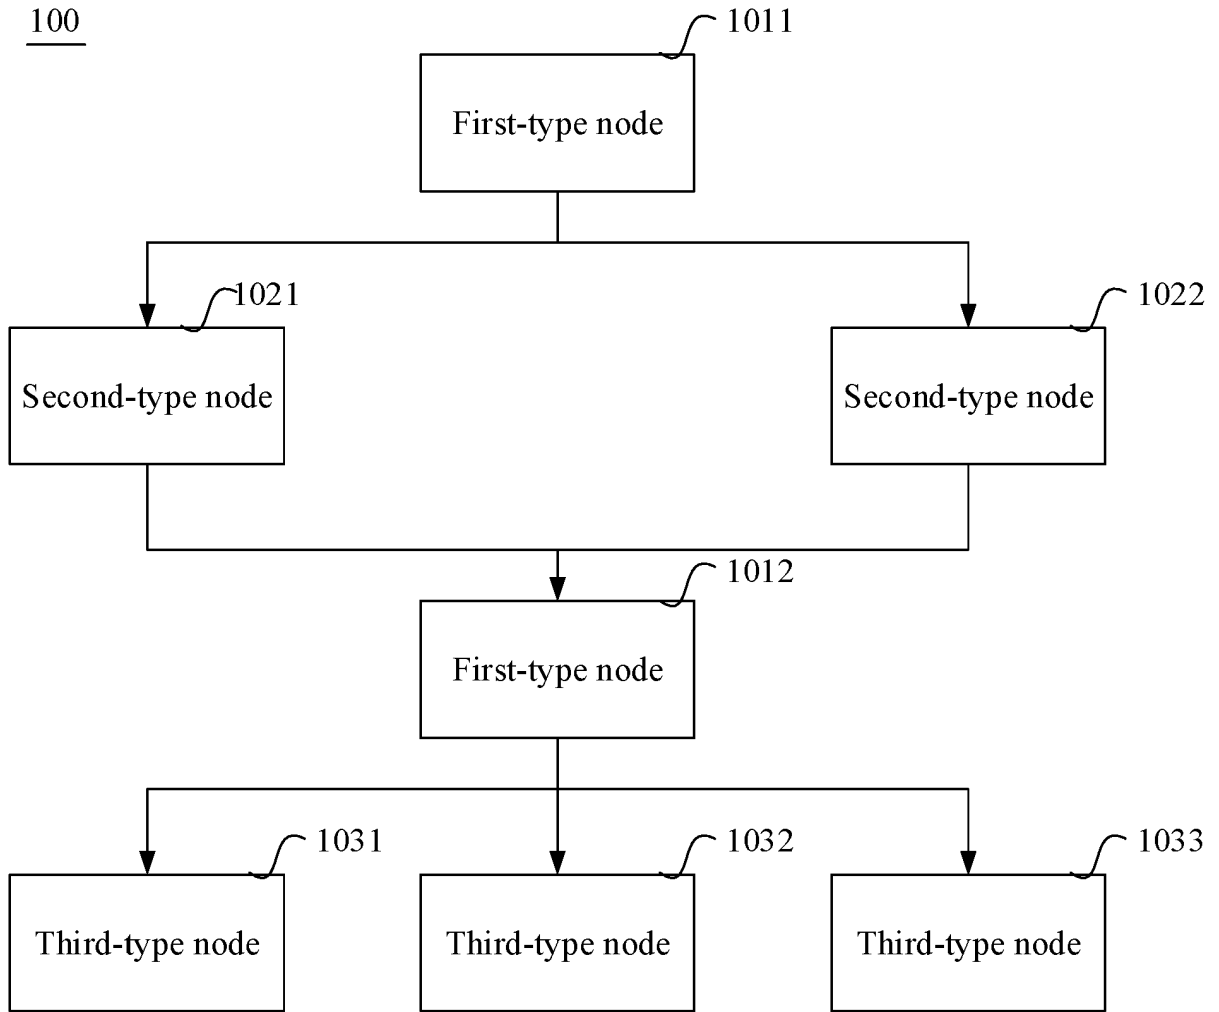 100
1011
First-type node
1021
1022
Second-type node
Second-type node
1012
First-type node
1031
1032
1033
Third-type node
Third-type node
Third-type node